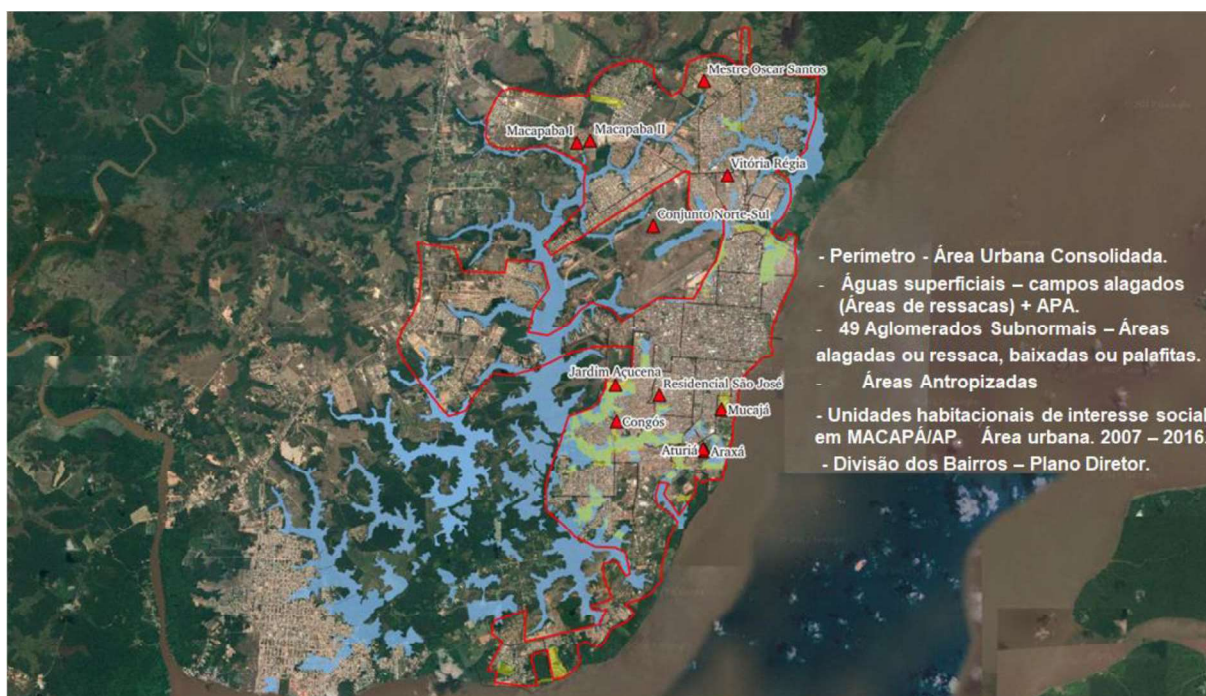 Mestre Oscar Santos
Macapaba I
Macapaba II
Vitória Régia
Conjunto Norte-Sul
- Perímetro - Área Urbana Consolidada.
- Águas superficiais – campos alagados
(Áreas de ressacas) + APA.
- 49 Aglomerados Subnormais – Áreas
alagadas ou ressaca, baixadas ou palafitas.
- Áreas Antropizadas
- Unidades habitacionais de interesse social
em MACAPÁ/AP. Área urbana. 2007 – 2016.
- Divisão dos Bairros – Plano Diretor.
Jardim Açucena
Residencial São José
Mucajá
Congós
Aturiá
Araxá